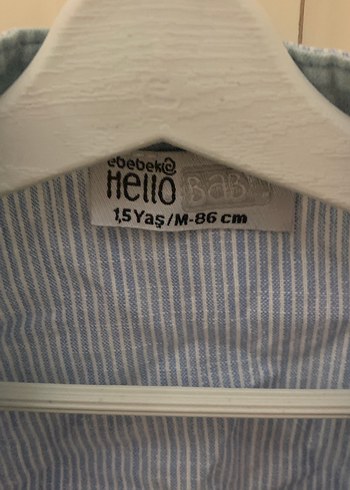 ebebek
HELLO BABY
1,5 Yaş/M-86 cm